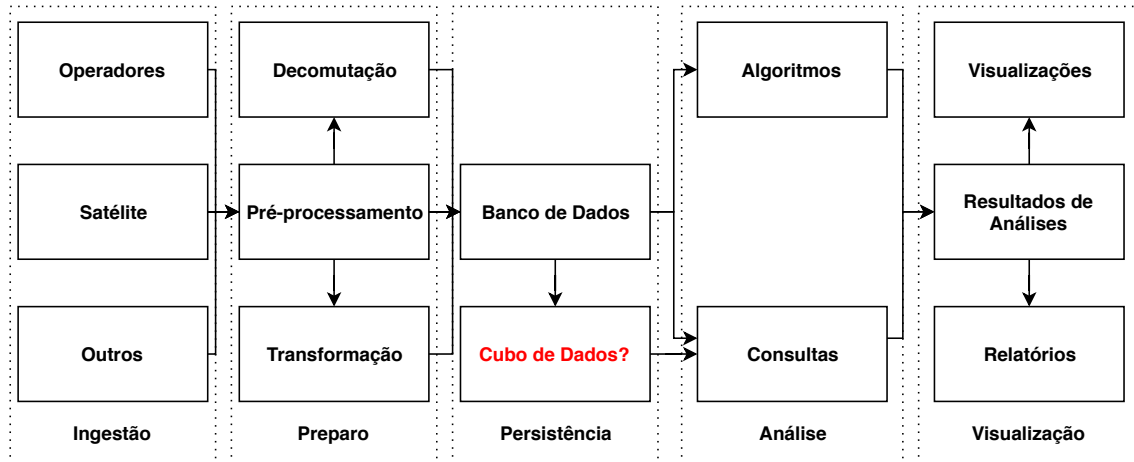 Operadores
Satélite
Outros
Ingestão
Decomutação
Pré-processamento
Transformação
Preparo
Banco de Dados
Cubo de Dados?
Persistência
Algoritmos
Consultas
Análise
Visualizações
Resultados de
Análises
Relatórios
Visualização